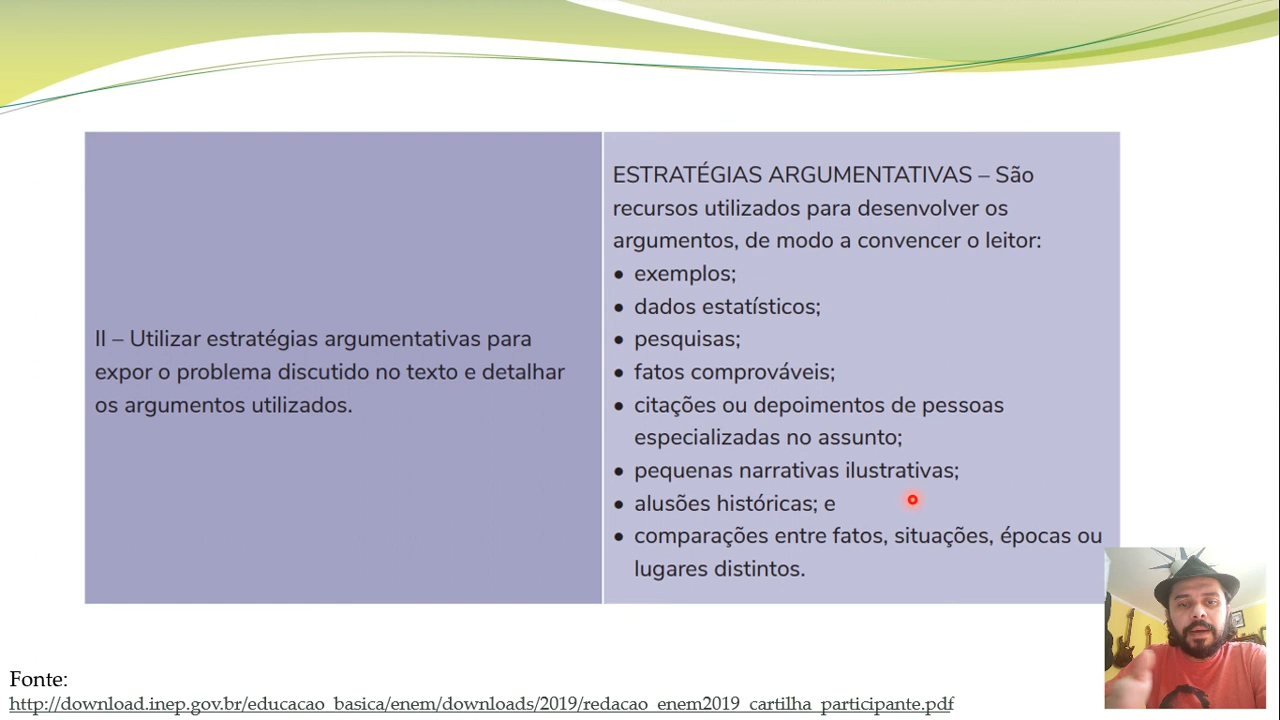 II – Utilizar estratégias argumentativas para
expor o problema discutido no texto e detalhar
os argumentos utilizados.
ESTRATÉGIAS ARGUMENTATIVAS – São
recursos utilizados para desenvolver os
argumentos, de modo a convencer o leitor:
• exemplos;
• dados estatísticos;
• pesquisas;
• fatos comprováveis;
• citações ou depoimentos de pessoas
especializadas no assunto;
• pequenas narrativas ilustrativas;
• alusões históricas; e
• comparações entre fatos, situações, épocas ou
lugares distintos.
Fonte:
http://download.inep.gov.br/educacao_basica/enem/downloads/2019/redacao_enem2019_cartilha_participante.pdf